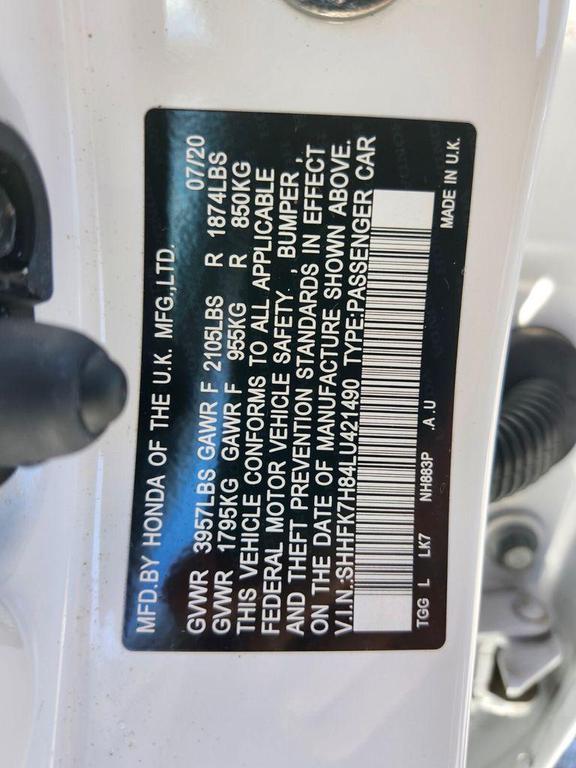 MFD.BY HONDA OF THE U.K. MFG.,LTD.
07/20
GVWR 3957LBS GAWR F 2105LBS R 1874LBS
GVWR 1795KG GAWR F 955KG R 850KG
THIS VEHICLE CONFORMS TO ALL APPLICABLE
FEDERAL MOTOR VEHICLE SAFETY , BUMPER ,
AND THEFT PREVENTION STANDARDS IN EFFECT
ON THE DATE OF MANUFACTURE SHOWN ABOVE.
V.I.N.:SHHFK7H84LU421490 TYPE:PASSENGER CAR
TGG L LK7 NH883P .A.U MADE IN U.K.